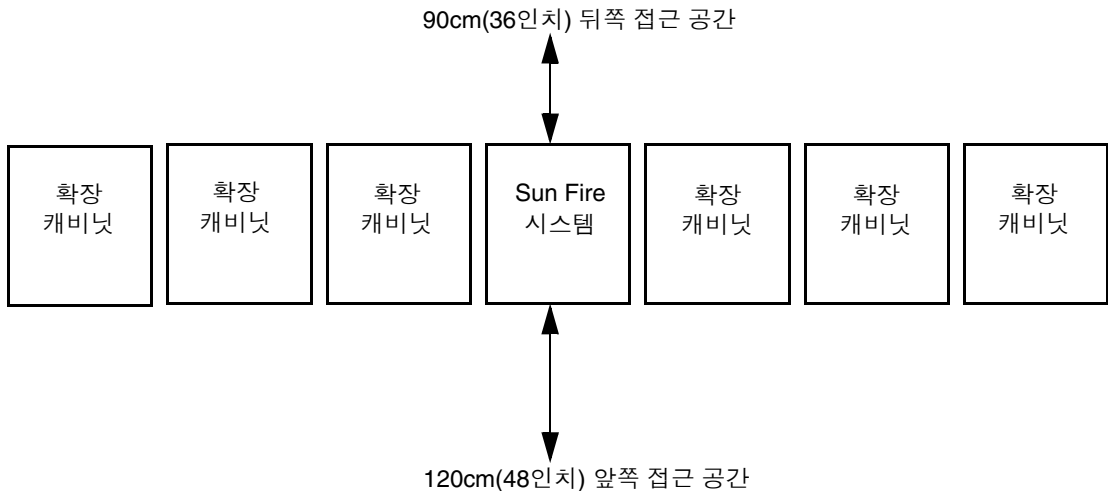 90cm(36인치) 뒤쪽 접근 공간
확장
캐비닛
확장
캐비닛
확장
캐비닛
Sun Fire
시스템
확장
캐비닛
확장
캐비닛
확장
캐비닛
120cm(48인치) 앞쪽 접근 공간